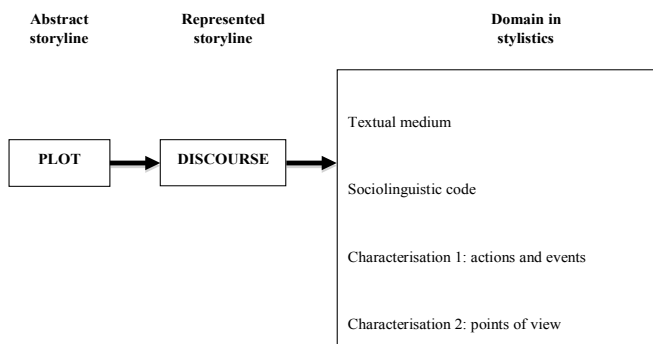 Abstract
storyline
Represented
storyline
Domain in
stylistics
PLOT
DISCOURSE
Textual medium
Sociolinguistic code
Characterisation 1: actions and events
Characterisation 2: points of view